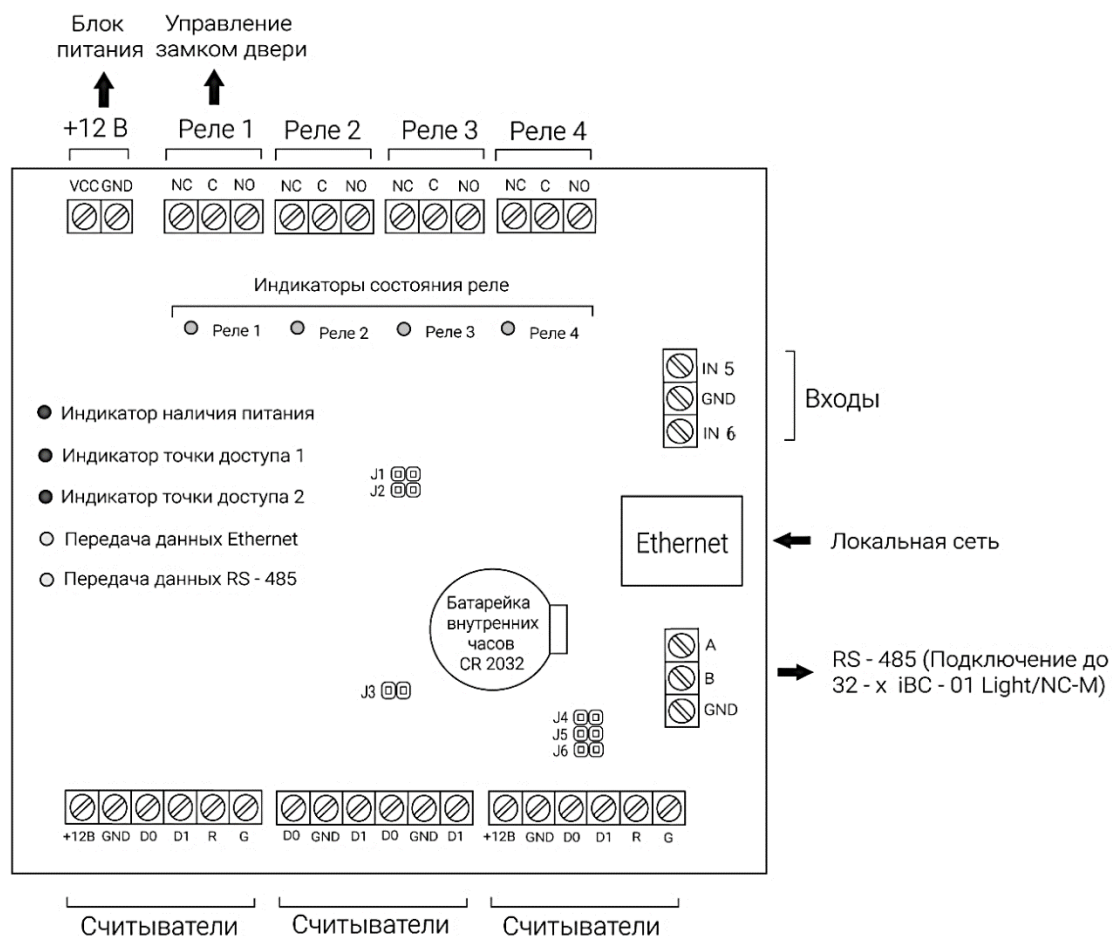 Блок питания
Управление замком двери
+12 В
Реле 1
Реле 2
Реле 3
Реле 4
VCC GND
NC C NO
NC C NO
NC C NO
NC C NO
Индикаторы состояния реле
Реле 1
Реле 2
Реле 3
Реле 4
IN 5
GND
IN 6
Входы
Индикатор наличия питания
Индикатор точки доступа 1
Индикатор точки доступа 2
Передача данных Ethernet
Передача данных RS - 485
J1
J2
Ethernet
Локальная сеть
Батарейка
внутренних
часов
CR 2032
A
B
GND
RS - 485 (Подключение до
32 - х iBC - 01 Light/NC-M)
J3
J4
J5
J6
+12В GND D0 D1 R G
D0 GND D1 D0 GND D1
+12В GND D0 D1 R G
Считыватели
Считыватели
Считыватели